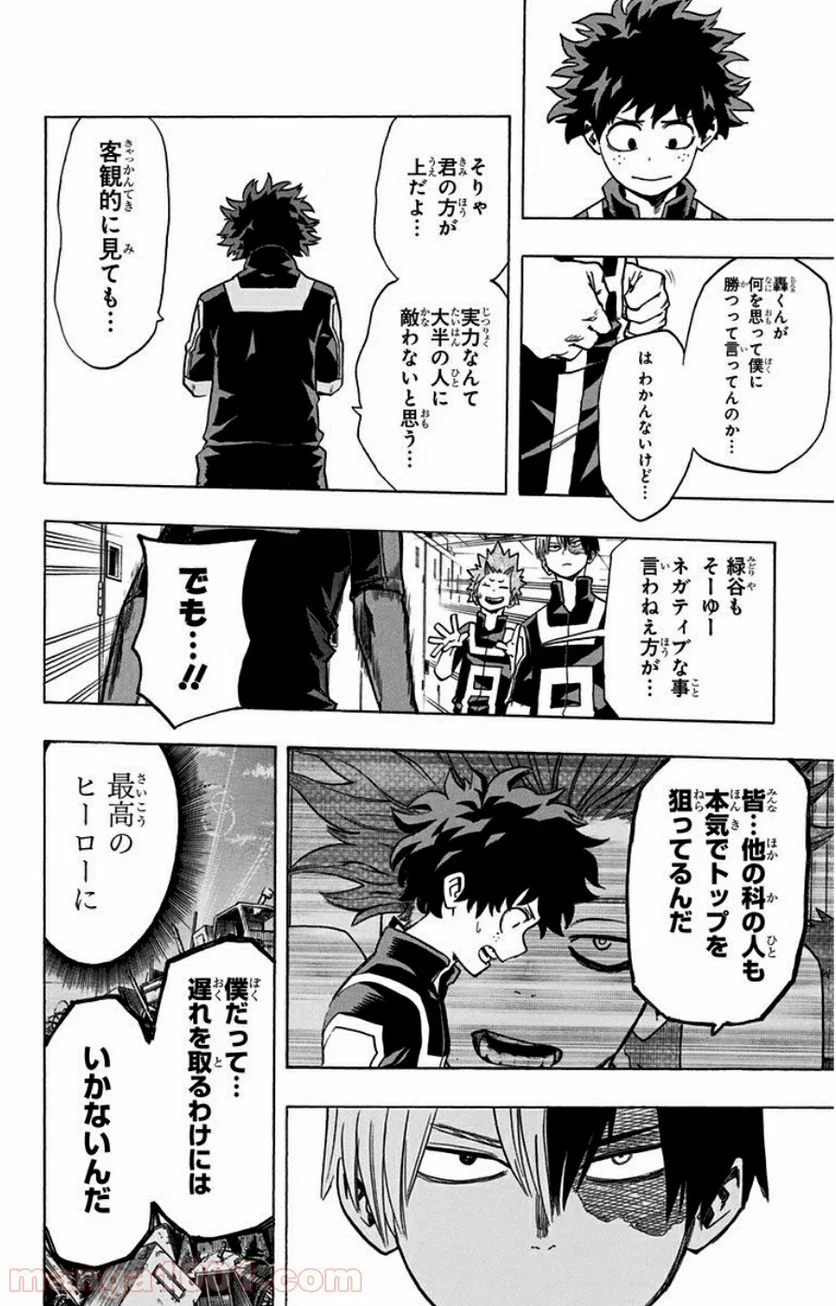 轟くんが
何を思って僕に
勝つって言ってんのか…
は わかんないけど…
そりゃ
君の方が
上だよ…
実力なんて
大半の人に
敵わないと思う…
客観的に見ても…
緑谷も
そーゆー
ネガティブな事
言わねえ方が…
でも…!!
皆…他の科の人も
本気でトップを
狙ってるんだ
最高の
ヒーローに
僕だって…
遅れを取るわけには
いかないんだ